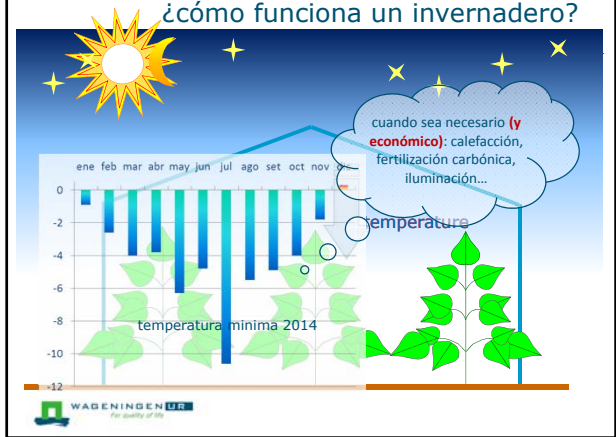 ¿cómo funciona un invernadero?
cuando sea necesario (y
económico): calefacción,
fertilización carbónica,
iluminación...
ene feb mar abr may jun jul ago set oct nov
0
-2
-4
-6
-8
-10
-12
temperature
temperatura minima 2014
WAGENINGEN UR
For quality of life